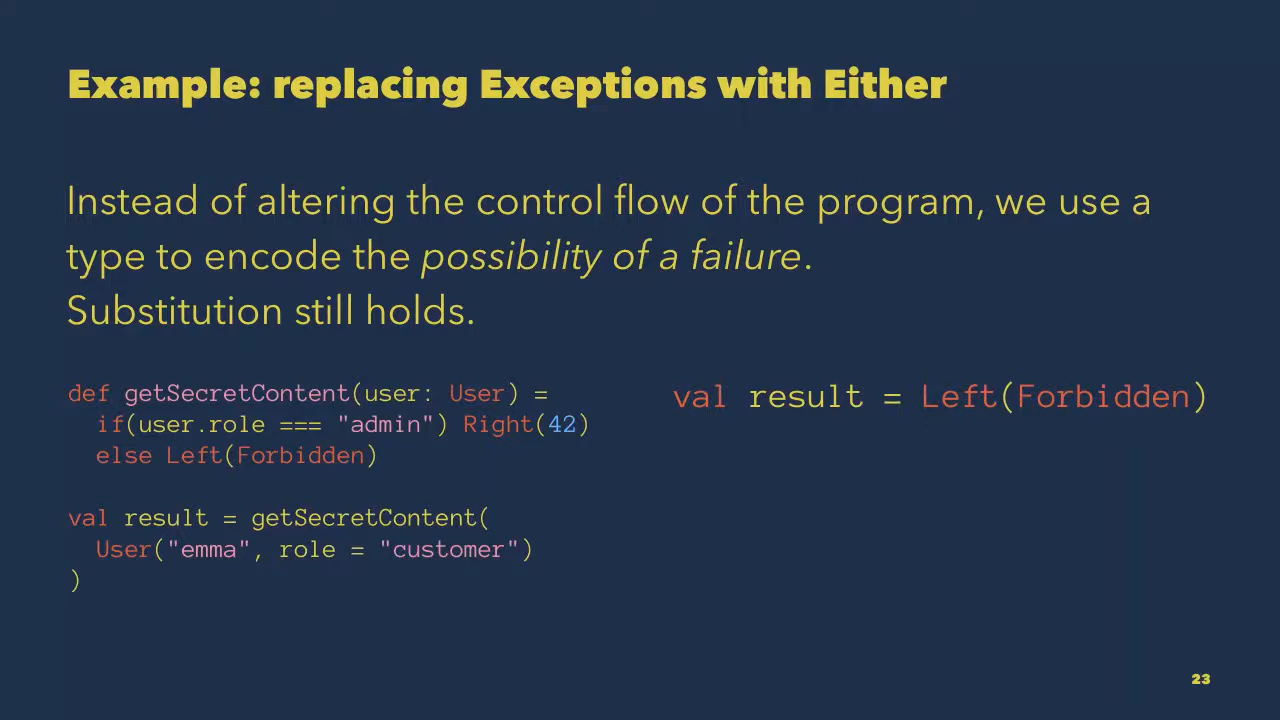 Example: replacing Exceptions with Either
Instead of altering the control flow of the program, we use a
type to encode the possibility of a failure.
Substitution still holds.
def getSecretContent(user: User) =
  if(user.role === "admin") Right(42)
  else Left(Forbidden)
val result = getSecretContent(
  User("emma", role = "customer")
)
val result = Left(Forbidden)
23